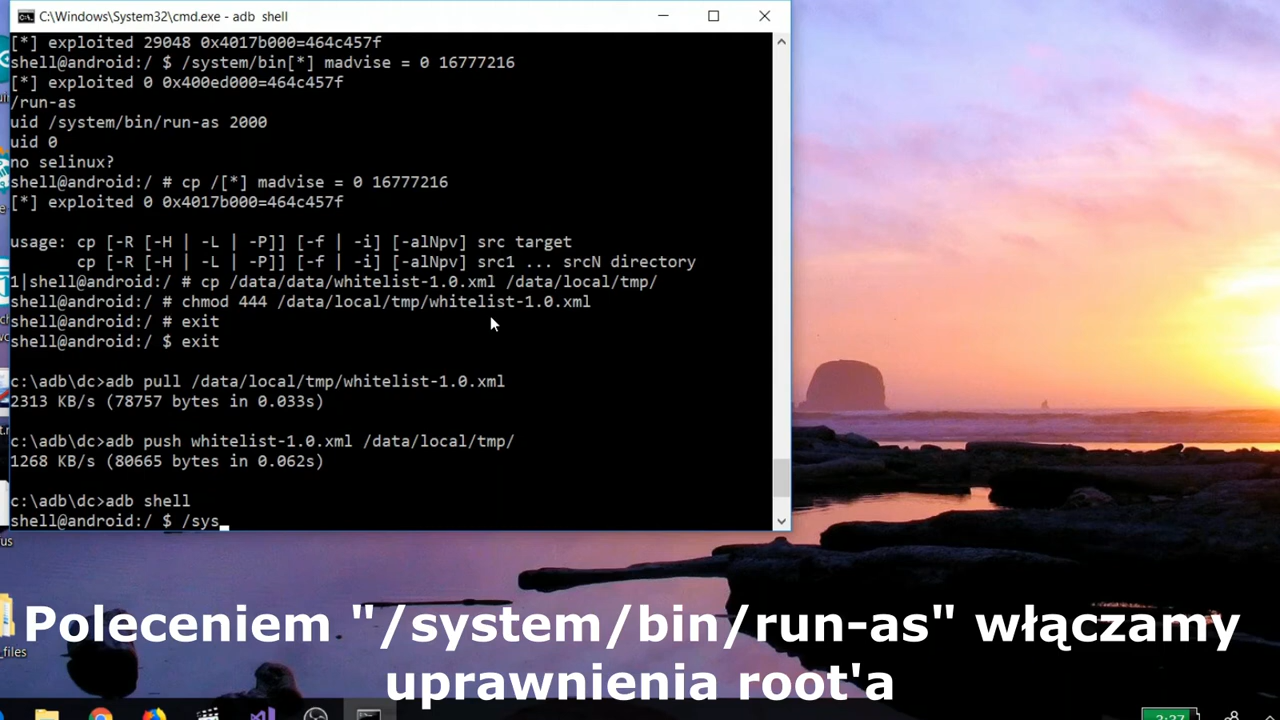 C:\Windows\System32\cmd.exe - adb  shell
[*] exploited 29048 0x4017b000=464c457f
shell@android:/ $ /system/bin[*] madvise = 0 16777216
[*] exploited 0 0x400ed000=464c457f
/run-as
uid /system/bin/run-as 2000
uid 0
no selinux?
shell@android:/ # cp /[*] madvise = 0 16777216
[*] exploited 0 0x4017b000=464c457f
usage: cp [-R [-H | -L | -P]] [-f | -i] [-alNpv] src target
       cp [-R [-H | -L | -P]] [-f | -i] [-alNpv] src1 ... srcN directory
1|shell@android:/ # cp /data/data/whitelist-1.0.xml /data/local/tmp/
shell@android:/ # chmod 444 /data/local/tmp/whitelist-1.0.xml
shell@android:/ # exit
shell@android:/ $ exit
c:\adb\dc>adb pull /data/local/tmp/whitelist-1.0.xml
2313 KB/s (78757 bytes in 0.033s)
c:\adb\dc>adb push whitelist-1.0.xml /data/local/tmp/
1268 KB/s (80665 bytes in 0.062s)
c:\adb\dc>adb shell
shell@android:/ $ /sys
Poleceniem "/system/bin/run-as" włączamy
uprawnienia root'a
_files